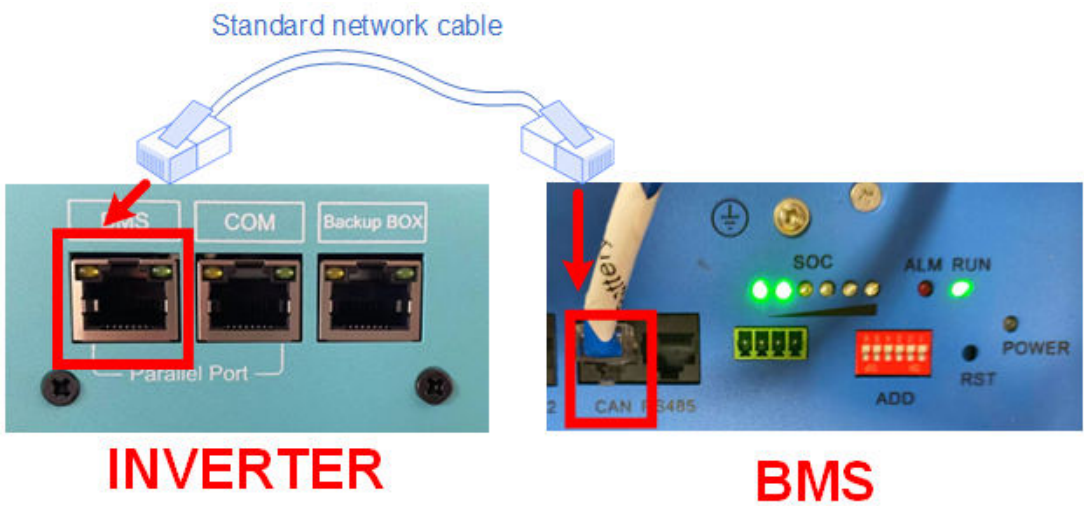 Standard network cable
BMS
COM
Backup BOX
Parallel Port
SOC
ALM RUN
POWER
RST
ADD
2
CAN RS485
INVERTER
BMS